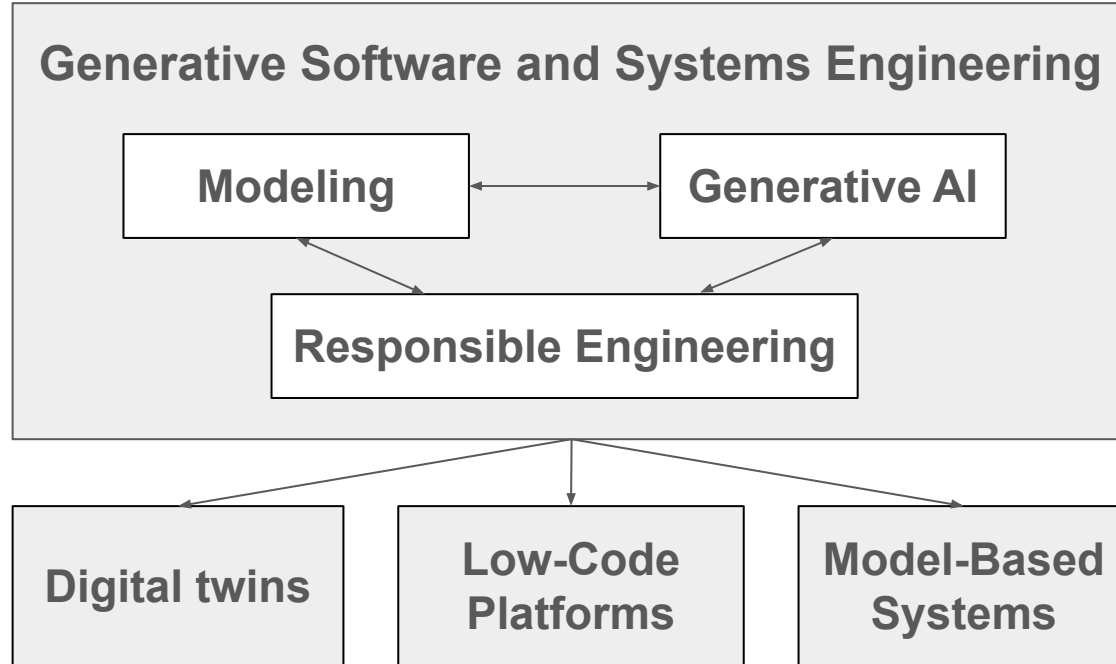 Generative Software and Systems Engineering
Modeling
Generative AI
Responsible Engineering
Digital twins
Low-Code
Platforms
Model-Based
Systems